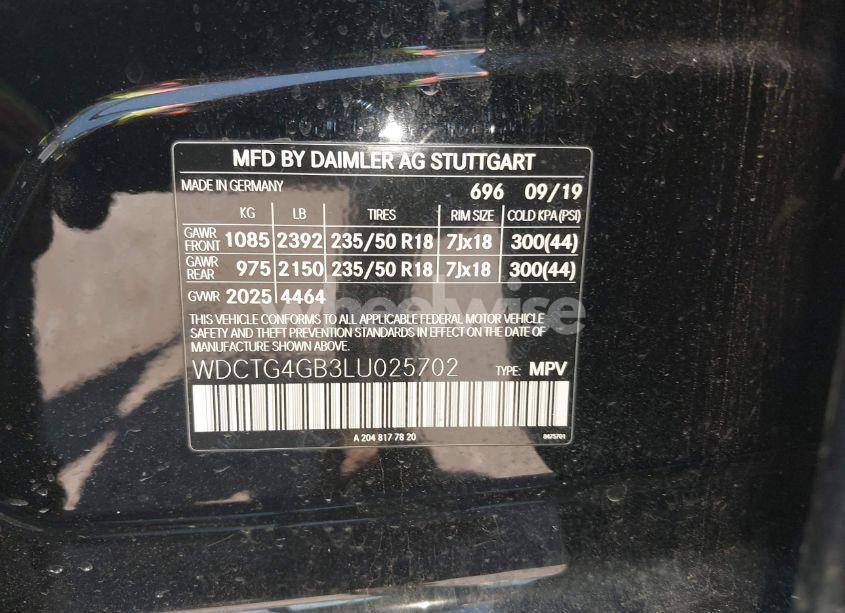 MFD BY DAIMLER AG STUTTGART
MADE IN GERMANY 696 09/19
KG LB TIRES RIM SIZE COLD KPA (PSI)
GAWR FRONT 1085 2392 235/50 R18 7Jx18 300(44)
GAWR REAR 975 2150 235/50 R18 7Jx18 300(44)
GVWR 2025 4464
THIS VEHICLE CONFORMS TO ALL APPLICABLE FEDERAL MOTOR VEHICLE
SAFETY AND THEFT PREVENTION STANDARDS IN EFFECT ON THE DATE OF
MANUFACTURE SHOWN ABOVE.
WDCTG4GB3LU025702 TYPE: MPV
A 204 817 78 20 8475701